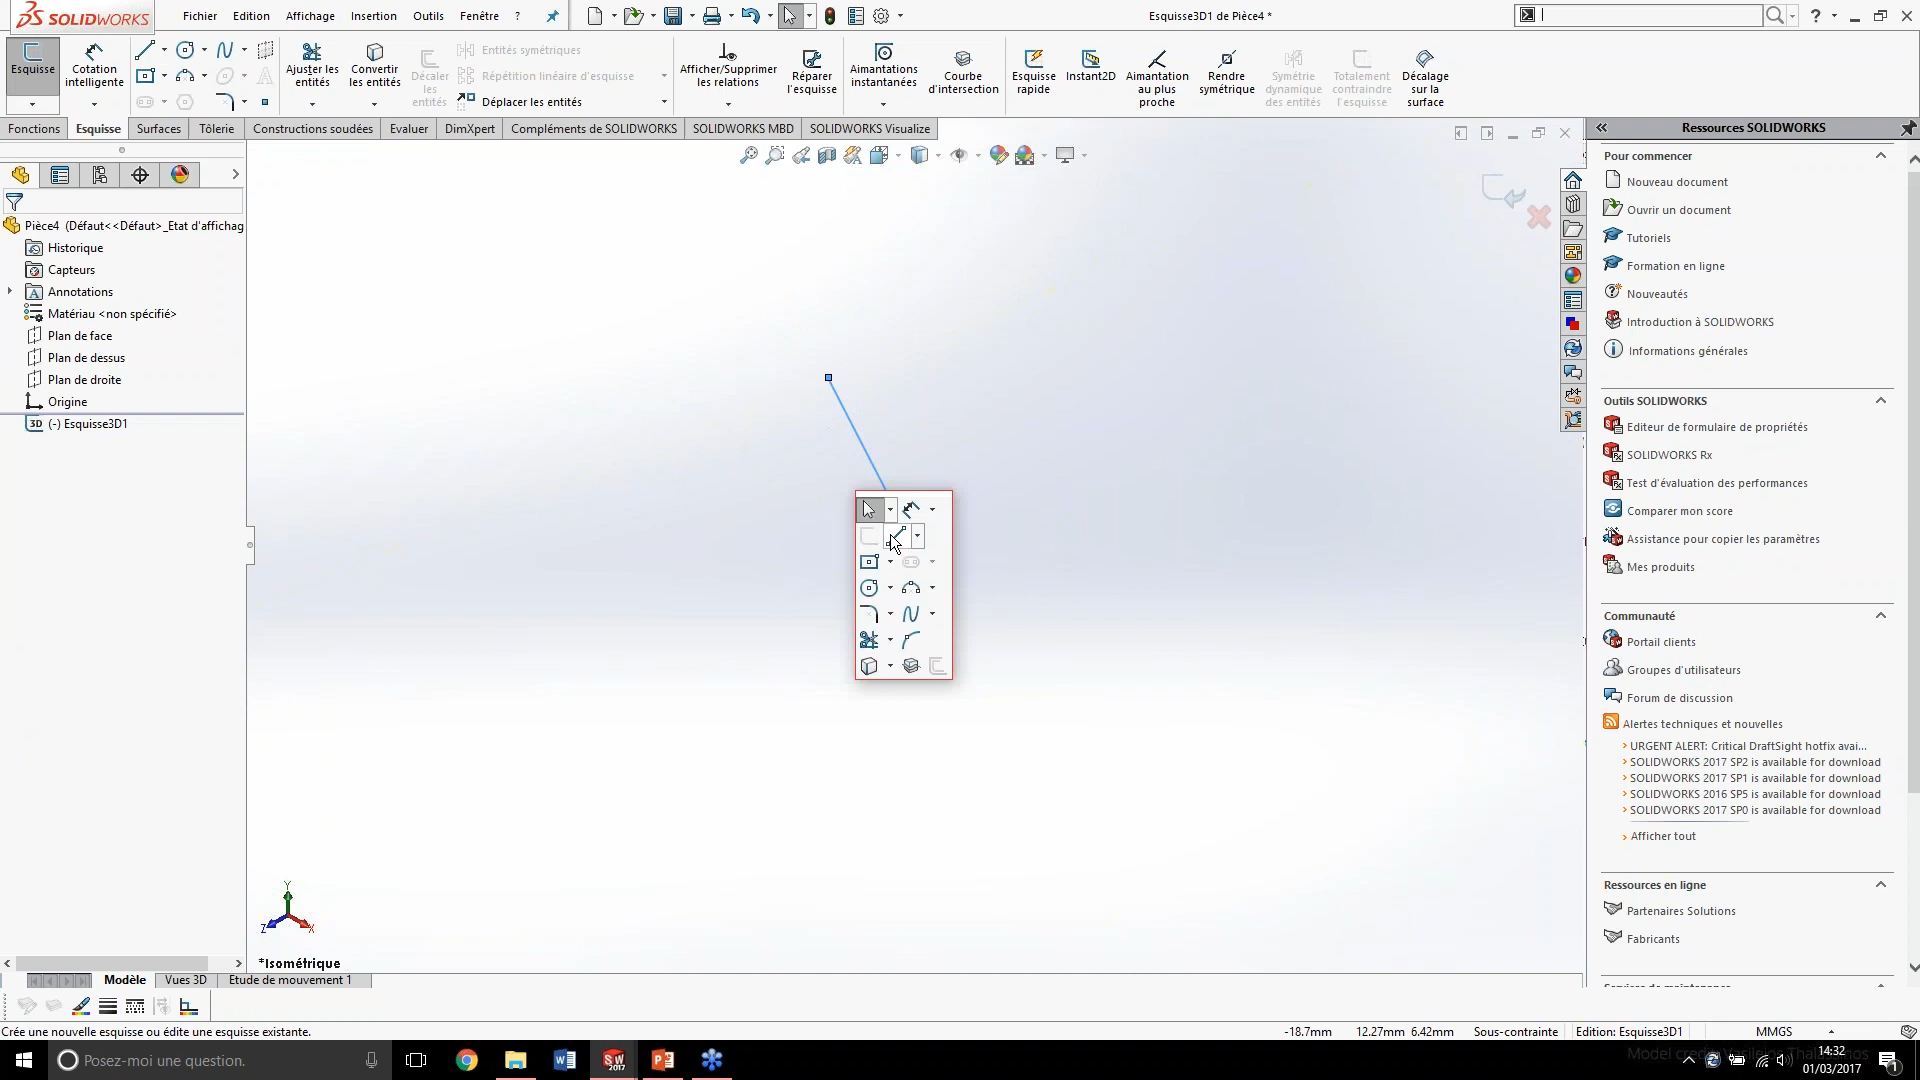 SOLIDWORKS
Fichier
Edition
Affichage
Insertion
Outils
Fenêtre
?
Esquisse3D1 de Pièce4 *
?
Esquisse
Cotation intelligente
Ajuster les entités
Convertir les entités
Décaler les entités
Entités symétriques
Répétition linéaire d'esquisse
Déplacer les entités
Afficher/Supprimer les relations
Réparer l'esquisse
Aimantations instantanées
Courbe d'intersection
Esquisse rapide
Instant2D
Aimantation au plus proche
Rendre symétrique
Symétrie dynamique des entités
Totalement contraindre l'esquisse
Décalage sur la surface
Fonctions
Esquisse
Surfaces
Tôlerie
Constructions soudées
Evaluer
DimXpert
Compléments de SOLIDWORKS
SOLIDWORKS MBD
SOLIDWORKS Visualize
Pièce4 (Défaut<<Défaut>_Etat d'affichag
Historique
Capteurs
Annotations
Matériau <non spécifié>
Plan de face
Plan de dessus
Plan de droite
Origine
3D (-) Esquisse3D1
Y
Z
X
*Isométrique
Ressources SOLIDWORKS
Pour commencer
Nouveau document
Ouvrir un document
Tutoriels
Formation en ligne
Nouveautés
Introduction à SOLIDWORKS
Informations générales
Outils SOLIDWORKS
Editeur de formulaire de propriétés
SOLIDWORKS Rx
Test d'évaluation des performances
Comparer mon score
Assistance pour copier les paramètres
Mes produits
Communauté
Portail clients
Groupes d'utilisateurs
Forum de discussion
Alertes techniques et nouvelles
URGENT ALERT: Critical DraftSight hotfix avai...
SOLIDWORKS 2017 SP2 is available for download
SOLIDWORKS 2017 SP1 is available for download
SOLIDWORKS 2016 SP5 is available for download
SOLIDWORKS 2017 SP0 is available for download
Afficher tout
Ressources en ligne
Partenaires Solutions
Fabricants
Modèle
Vues 3D
Etude de mouvement 1
Crée une nouvelle esquisse ou édite une esquisse existante.
-18.7mm
12.27mm
6.42mm
Sous-contrainte
Edition: Esquisse3D1
MMGS
Posez-moi une question.
SW 2017
14:32
01/03/2017
1